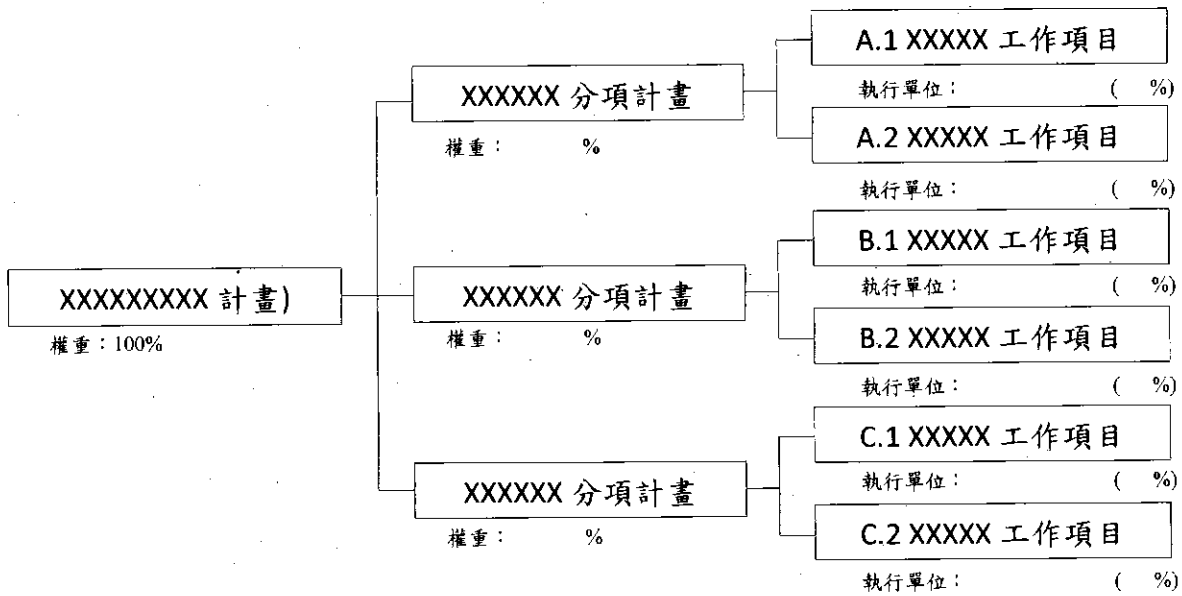 XXXXXXXXX 計畫)
權重：100%
XXXXXX 分項計畫
權重： %
A.1 XXXXX 工作項目
執行單位： ( %)
A.2 XXXXX 工作項目
執行單位： ( %)
XXXXXX 分項計畫
權重： %
B.1 XXXXX 工作項目
執行單位： ( %)
B.2 XXXXX 工作項目
執行單位： ( %)
XXXXXX 分項計畫
權重： %
C.1 XXXXX 工作項目
執行單位： ( %)
C.2 XXXXX 工作項目
執行單位： ( %)